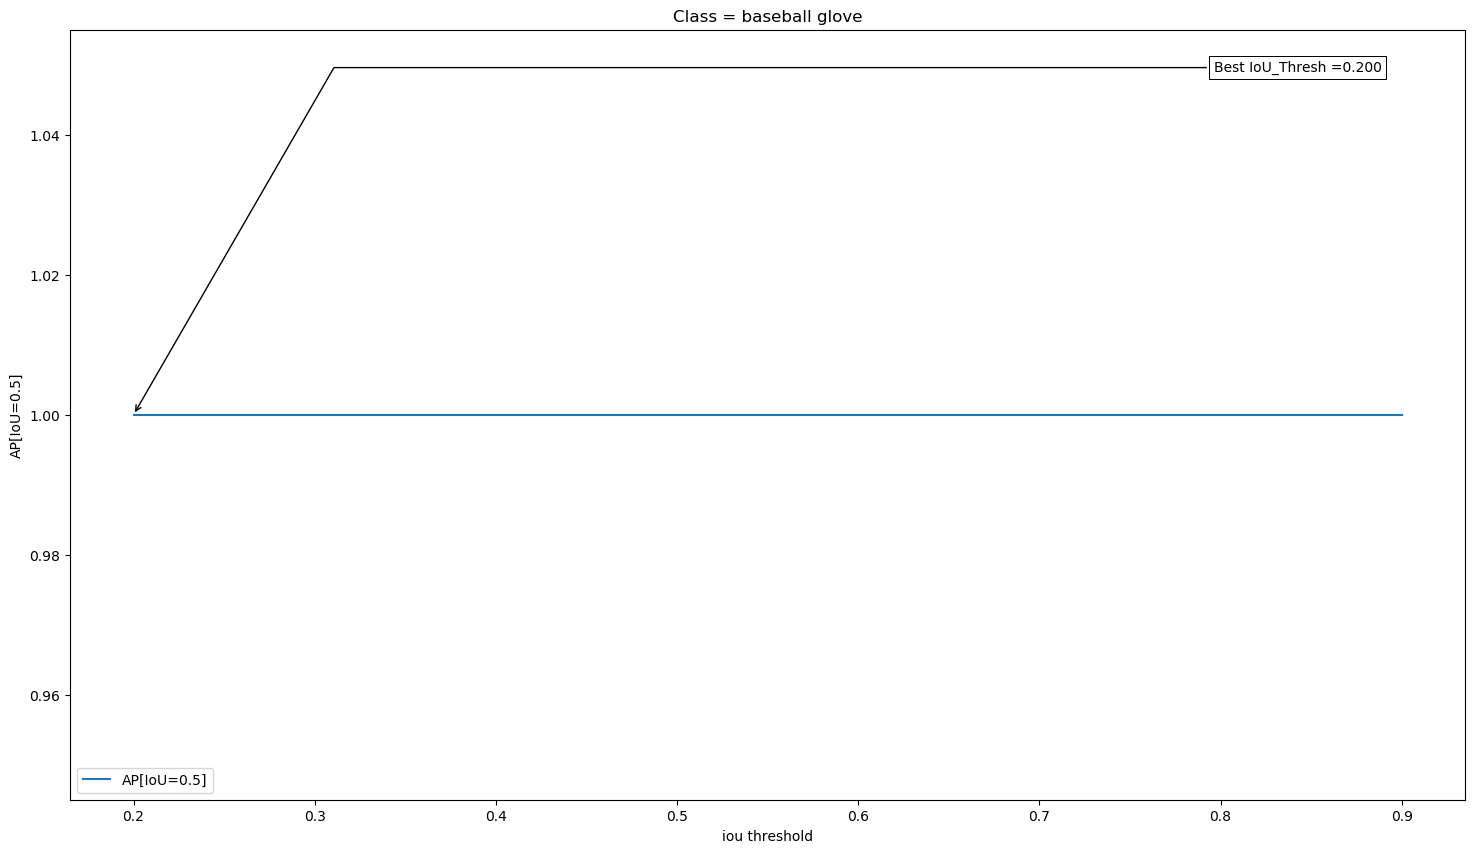 Class = baseball glove
Best IoU_Thresh =0.200
1.04
1.02
1.00
0.98
0.96
AP[IoU=0.5]
AP[IoU=0.5]
0.2 0.3 0.4 0.5 0.6 0.7 0.8 0.9
iou threshold